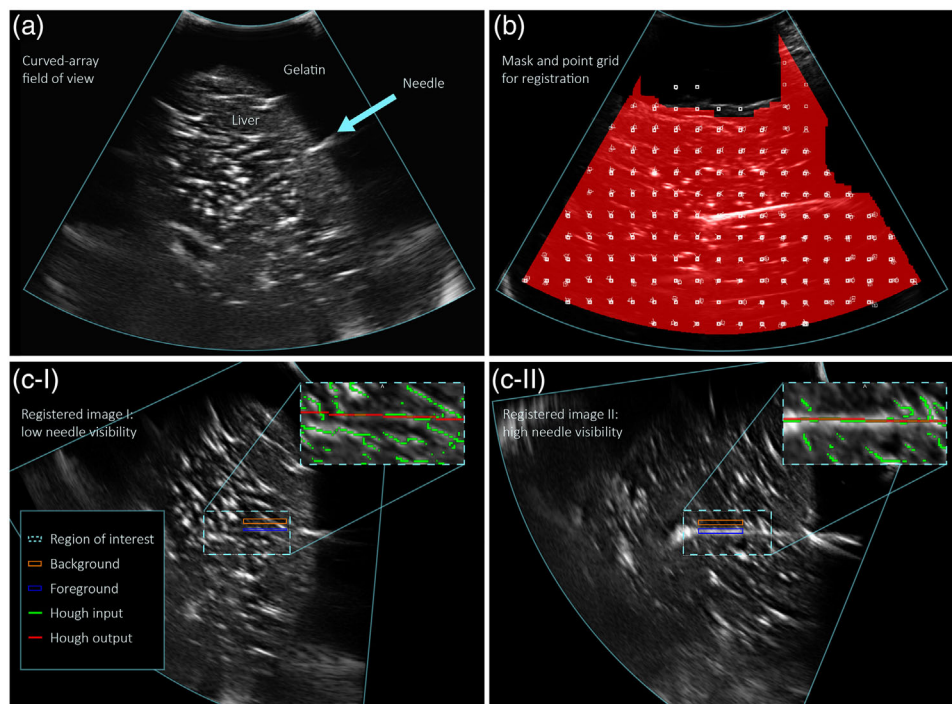 (a)
Curved-array
field of view
Gelatin
Needle
Liver
(b)
Mask and point grid
for registration
(c-I)
Registered image I:
low needle visibility
^
Region of interest
Background
Foreground
Hough input
Hough output
(c-II)
Registered image II:
high needle visibility
^